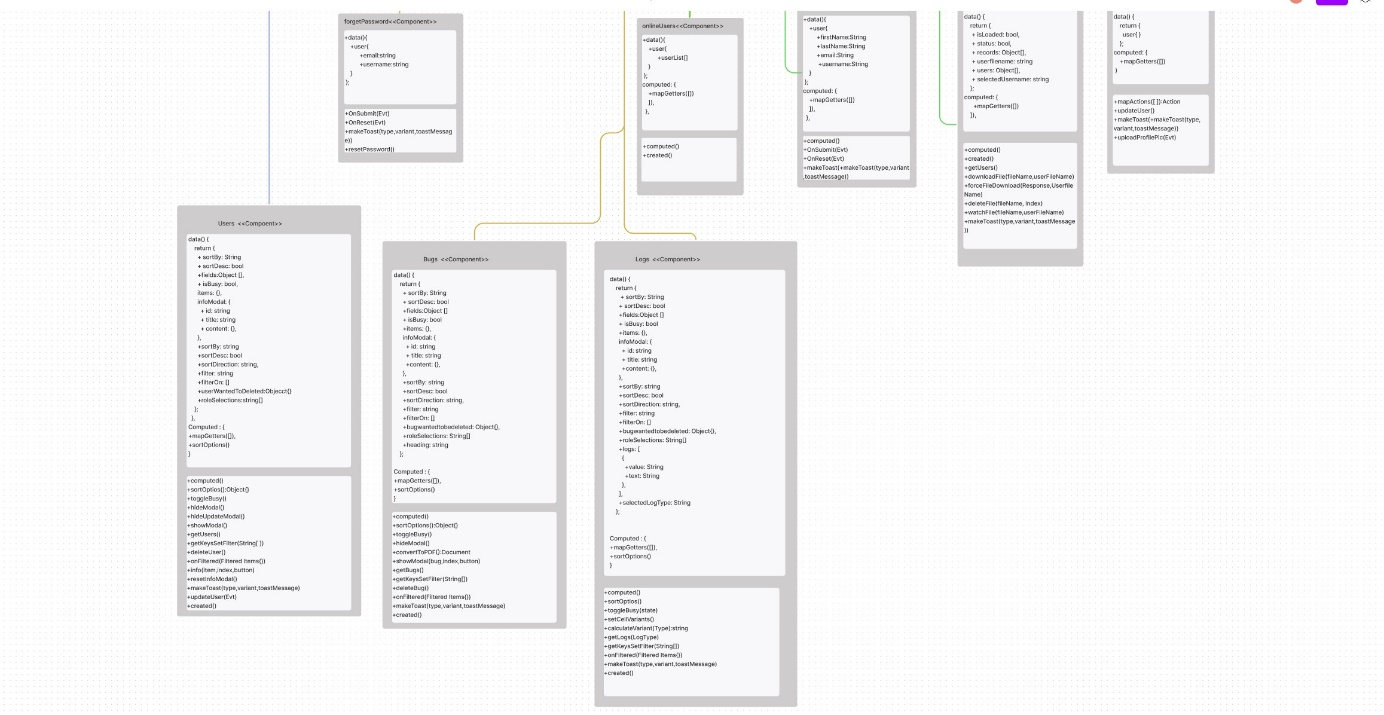 forgetPassword<<Component>>
+data(){
+user{
+email:string
+username:string
}
};
+OnSubmit(Evt)
+OnReset(Evt)
+makeToast(type,variant,toastMessag
e))
+resetPassword()
onlineUsers<<Component>>
+data(){
+user{
+userList[]
}
};
computed: {
+mapGetters([])
]),
},
+computed()
+created()
+data(){
+user{
+firstName:String
+lastName:String
+email:String
+username:String
}
};
computed: {
+mapGetters([]]
]),
},
+computed()
+OnSubmit(Evt)
+OnReset(Evt)
+makeToast(+makeToast(type,variant
,toastMessage))
data() {
return {
+ isLoaded: bool,
+ status: bool,
+ records: Object[],
+ userfilename: string
+ users: Object[],
+ selectedUsername: string
};
computed: {
+mapGetters([])
]),
+computed()
+created()
+getUsers()
+downloadFile(fileName,userFileName)
+forceFileDownload(Response,Userfile
Name)
+deleteFile(fileName, index)
+watchFile(fileName,userFileName)
+makeToast(type,variant,toastMessage
))
data() {
return {
user{ }
};
computed: {
+mapGetters([])
}
+mapActions([ ]):Action
+updateUser()
+makeToast(+makeToast(type,
variant,toastMessage))
+uploadProfilePic(Evt)
Users <<Compoent>>
data() {
return {
+ sortBy: String
+ sortDesc: bool
+fields:Object [],
+ isBusy: bool,
items: {},
infoModal: {
+ id: string
+ title: string
+ content: {},
},
+sortBy: string
+sortDesc: bool
+sortDirection: string,
+filter: string
+filterOn: []
+userWantedToDeleted:Objecct{}
+roleSelections:string[]
};
},
Computed : {
+mapGetters([]),
+sortOptions()
}
+computed()
+sortOptios():Object{}
+toggleBusy()
+hideModal()
+hideUpdateModal()
+showModal()
+getUsers()
+getKeysSetFilter(String[ ])
+deleteUser()
+onFiltered(Filtered Items{})
+info(item,index,button)
+resetInfoModal()
+makeToast(type,variant,toastMessage)
+updateUser(Evt)
+created()
Bugs <<Component>>
data() {
return {
+ sortBy: String
+ sortDesc: bool
+fields:Object []
+ isBusy: bool
+items: {},
infoModal: {
+ id: string
+ title: string
+content: {},
},
+sortBy: string
+sortDesc: bool
+sortDirection: string,
+filter: string
+filterOn: []
+bugwantedtobedeleted: Object{},
+roleSelections: String[]
+heading: string
};
Computed : {
+mapGetters([]),
+sortOptions()
}
+computed()
+sortOptions():Object{}
+toggleBusy()
+hideModal()
+convertToPDF():Document
+showModal(bug,index,button)
+getBugs()
+getKeysSetFilter(String[])
+deleteBug()
+onFiltered(Filtered Items{})
+makeToast(type,variant,toastMessage)
+created()
Logs <<Component>>
data() {
return {
+ sortBy: String
+ sortDesc: bool
+fields:Object []
+ isBusy: bool
+items: {},
infoModal: {
+ id: string
+ title: string
+content: {},
},
+sortBy: string
+sortDesc: bool
+sortDirection: string,
+filter: string
+filterOn: []
+bugwantedtobedeleted: Object{},
+roleSelections: String[]
+logs: [
{
+value: String
+text: String
},
],
+selectedLogType: String
};
Computed : {
+mapGetters([]),
+sortOptions()
}
+computed()
+sortOptios()
+toggleBusy(state)
+setCellVariants()
+calculateVariant(Type):string
+getLogs(LogType)
+getKeysSetFilter(String[])
+onFiltered(Filtered Items{})
+makeToast(type,variant,toastMessage)
+created()